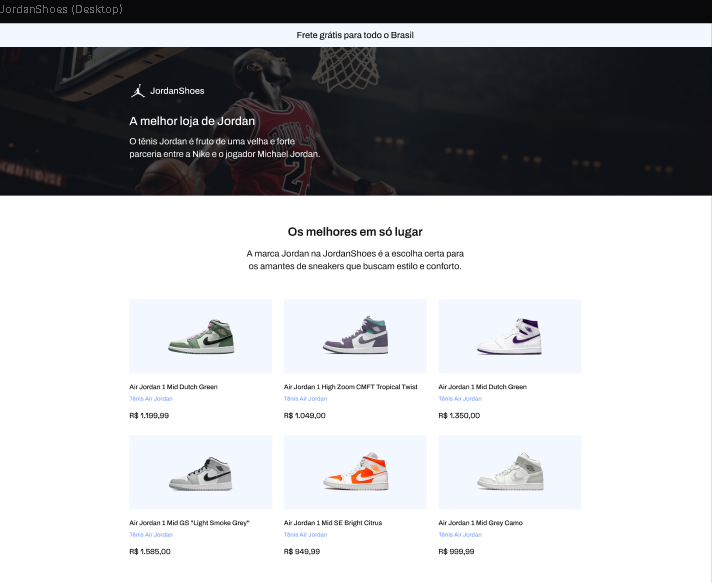 JordanShoes (Desktop)
Frete grátis para todo o Brasil
JordanShoes
A melhor loja de Jordan
O tênis Jordan é fruto de uma velha e forte
parceria entre a Nike e o jogador Michael Jordan.
BULLS
2
Os melhores em só lugar
A marca Jordan na JordanShoes é a escolha certa para
os amantes de sneakers que buscam estilo e conforto.
Air Jordan 1 Mid Dutch Green
Tênis Air Jordan
R$ 1.199,99
Air Jordan 1 High Zoom CMFT Tropical Twist
Tênis Air Jordan
R$ 1.049,00
Air Jordan 1 Mid Dutch Green
Tênis Air Jordan
R$ 1.350,00
Air Jordan 1 Mid GS "Light Smoke Grey"
Tênis Air Jordan
R$ 1.585,00
Air Jordan 1 Mid SE Bright Citrus
Tênis Air Jordan
R$ 949,99
Air Jordan 1 Mid Grey Camo
Tênis Air Jordan
R$ 999,99